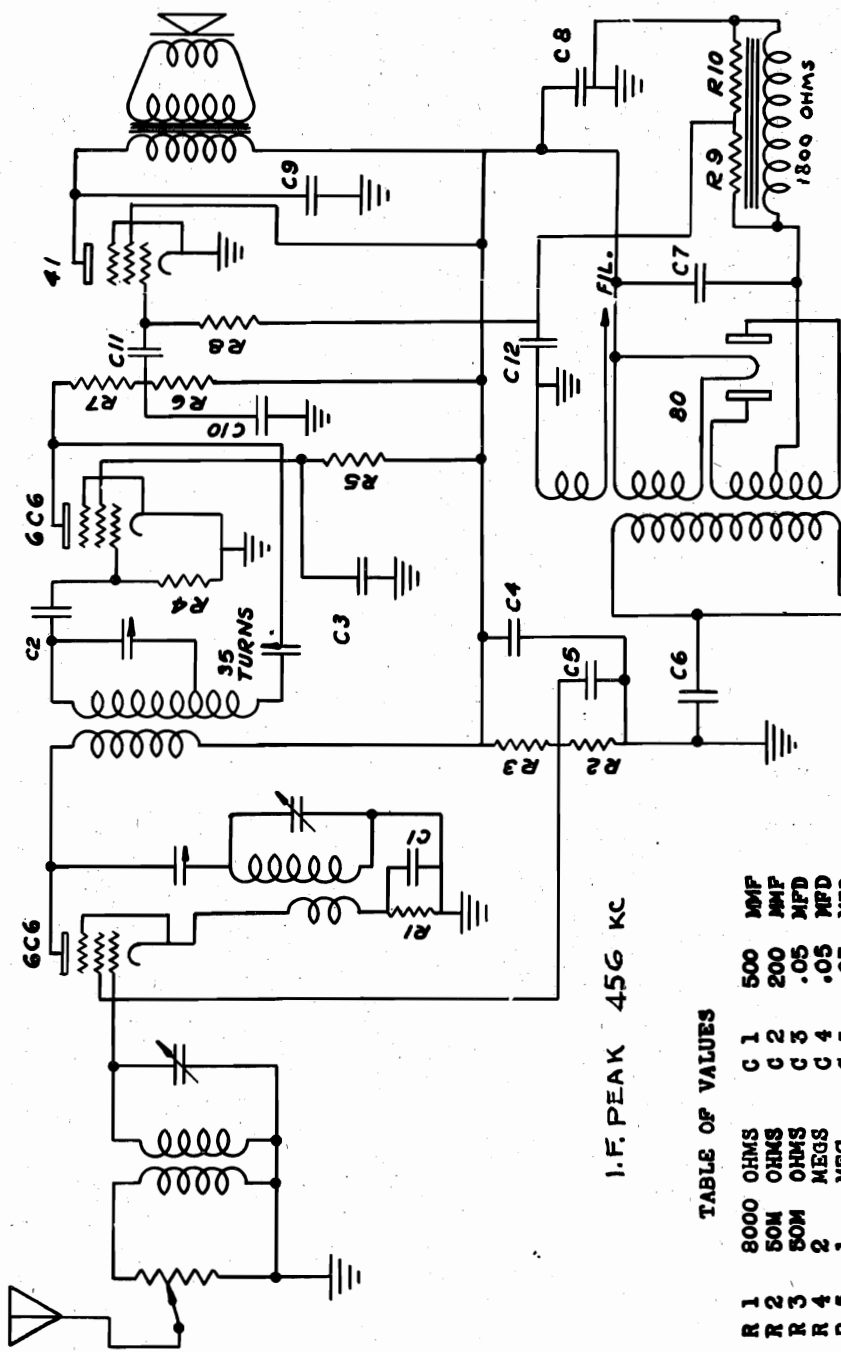 6C6
6C6
41
C2
R4
35
TURNS
C3
R5
R7
R6
C10
C11
R8
C9
R1
C1
C4
C5
R3
R2
C6
C12
FIL.
80
C7
C8
R9
R10
1800 OHMS
I.F. PEAK 456 KC
TABLE OF VALUES
R 1 8000 OHMS C 1 500 MMF
R 2 50M OHMS C 2 200 MMF
R 3 50M OHMS C 3 .05 MFD
R 4 2 MEGS C 4 .05 MFD